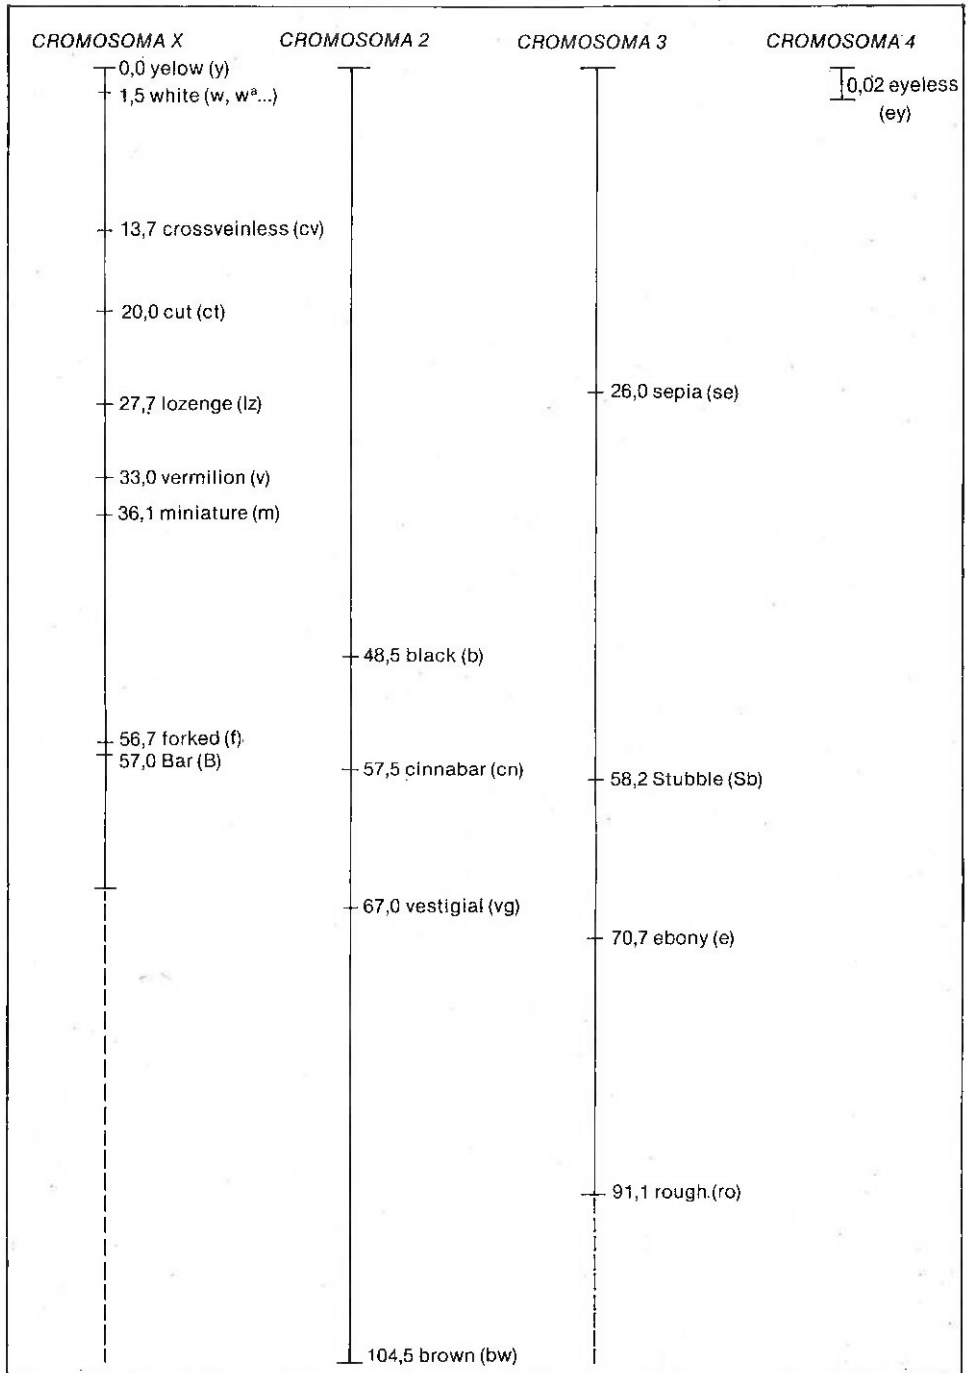 CROMOSOMA X
0,0 yelow (y)
1,5 white (w, wª...)
13,7 crossveinless (cv)
20,0 cut (ct)
27,7 lozenge (lz)
33,0 vermilion (v)
36,1 miniature (m)
56,7 forked (f)
57,0 Bar (B)
CROMOSOMA 2
48,5 black (b)
57,5 cinnabar (cn)
67,0 vestigial (vg)
104,5 brown (bw)
CROMOSOMA 3
26,0 sepia (se)
58,2 Stubble (Sb)
70,7 ebony (e)
91,1 rough (ro)
CROMOSOMA 4
0,02 eyeless
(ey)